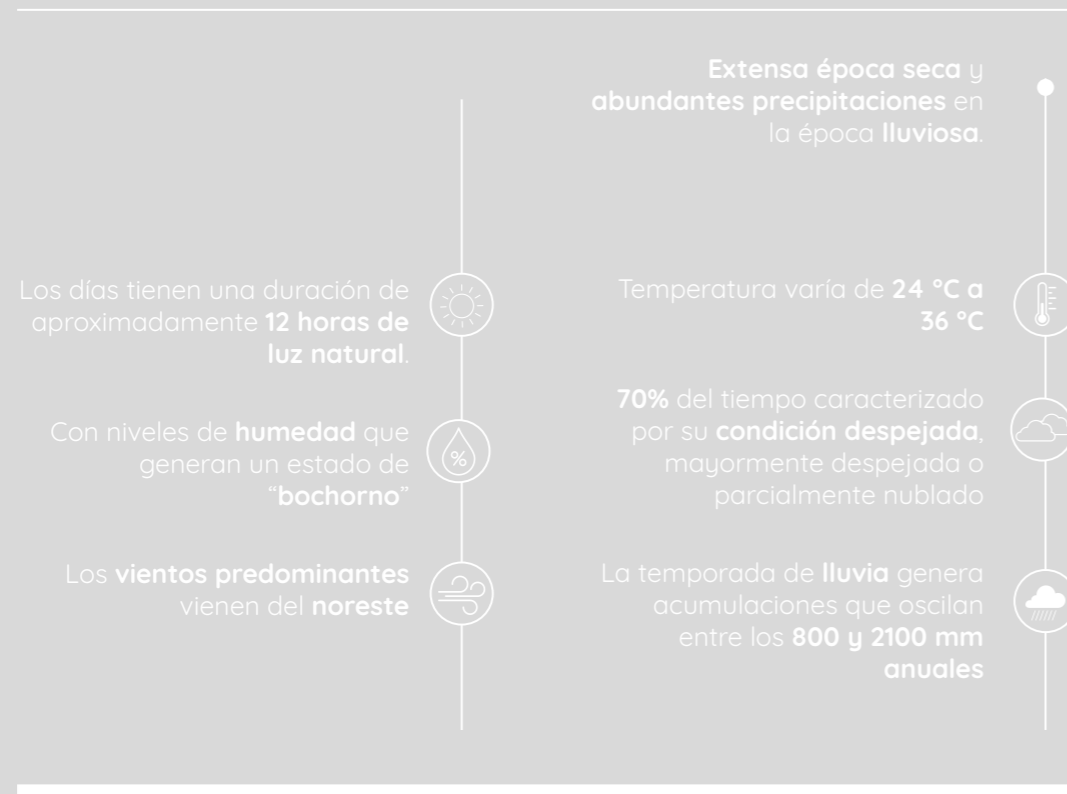 Extensa época seca y
abundantes precipitaciones en
la época lluviosa.
Los días tienen una duración de
aproximadamente 12 horas de
luz natural.
Con niveles de humedad que
generan un estado de
“bochorno”
Los vientos predominantes
vienen del noreste
Temperatura varía de 24 °C a
36 °C
70% del tiempo caracterizado
por su condición despejada,
mayormente despejada o
parcialmente nublado
La temporada de lluvia genera
acumulaciones que oscilan
entre los 800 y 2100 mm
anuales
%